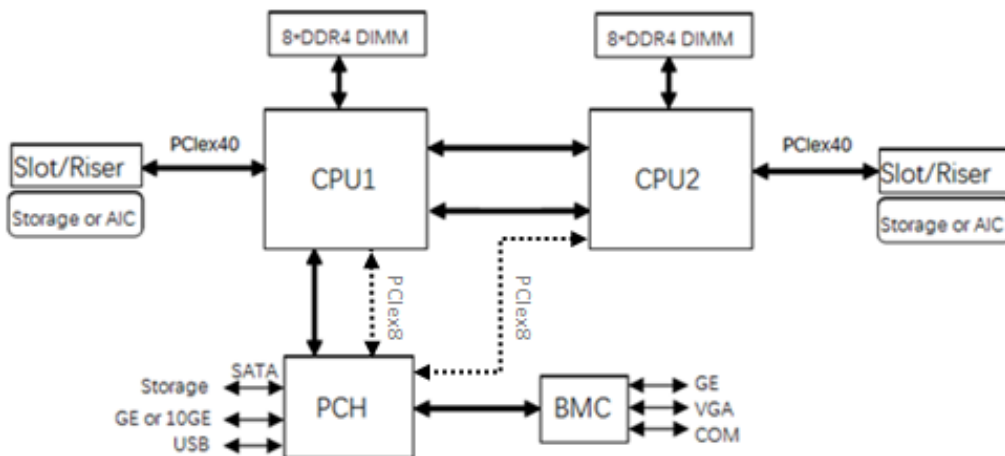 8*DDR4 DIMM
8*DDR4 DIMM
PCIex40
PCIex40
Slot/Riser
CPU1
CPU2
Slot/Riser
Storage or AIC
Storage or AIC
PCIex8
PCIex8
SATA
Storage
GE or 10GE
USB
PCH
BMC
GE
VGA
COM